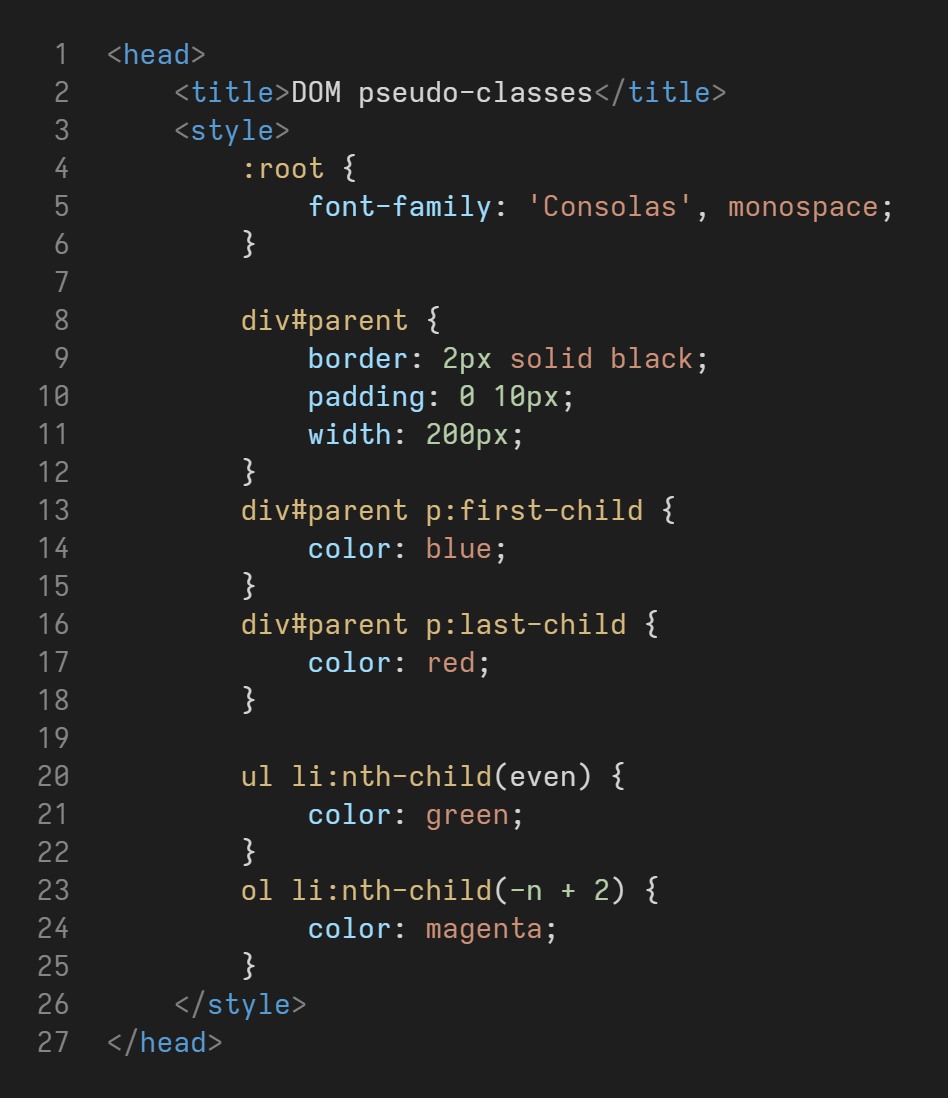 1 <head>
2     <title>DOM pseudo-classes</title>
3     <style>
4         :root {
5             font-family: 'Consolas', monospace;
6         }
7
8         div#parent {
9             border: 2px solid black;
10             padding: 0 10px;
11             width: 200px;
12         }
13         div#parent p:first-child {
14             color: blue;
15         }
16         div#parent p:last-child {
17             color: red;
18         }
19
20         ul li:nth-child(even) {
21             color: green;
22         }
23         ol li:nth-child(-n + 2) {
24             color: magenta;
25         }
26     </style>
27 </head>